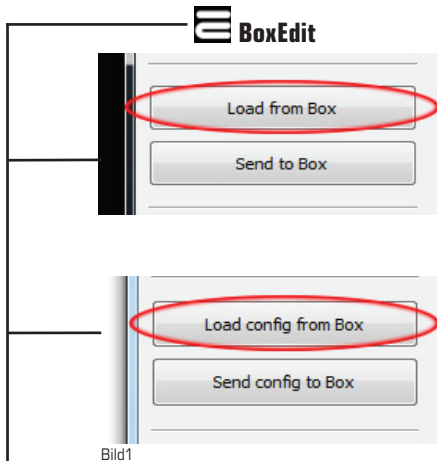 BoxEdit
Load from Box
Send to Box
Load config from Box
Send config to Box
Bild1